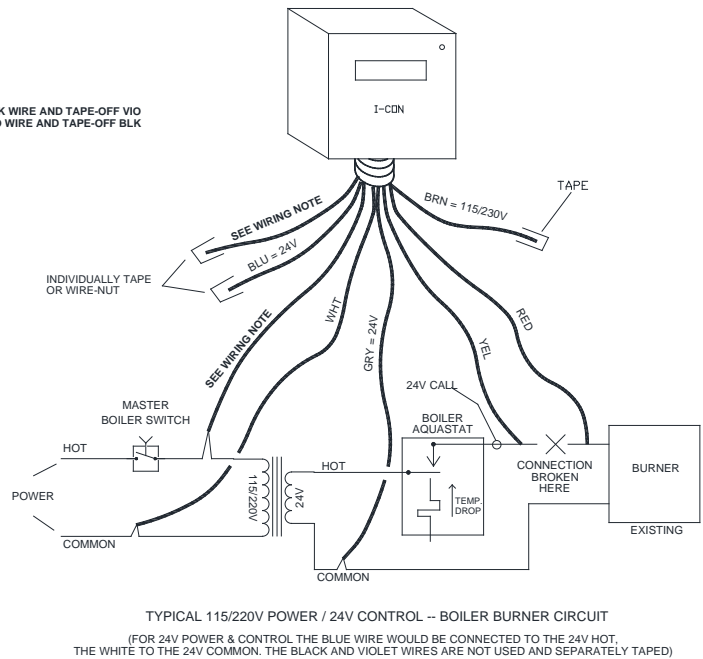 I-CON
K WIRE AND TAPE-OFF VIO
WIRE AND TAPE-OFF BLK
TAPE
BRN = 115/230V
SEE WIRING NOTE
BLU = 24V
INDIVIDUALLY TAPE
OR WIRE-NUT
SEE WIRING NOTE
WHT
GRY = 24V
YEL
RED
24V CALL
MASTER
BOILER SWITCH
BOILER
AQUASTAT
HOT
HOT
POWER
115/220V
24V
TEMP.
DROP
CONNECTION
BROKEN
HERE
BURNER
EXISTING
COMMON
COMMON
TYPICAL 115/220V POWER / 24V CONTROL -- BOILER BURNER CIRCUIT
(FOR 24V POWER & CONTROL THE BLUE WIRE WOULD BE CONNECTED TO THE 24V HOT,
THE WHITE TO THE 24V COMMON. THE BLACK AND VIOLET WIRES ARE NOT USED AND SEPARATELY TAPED)